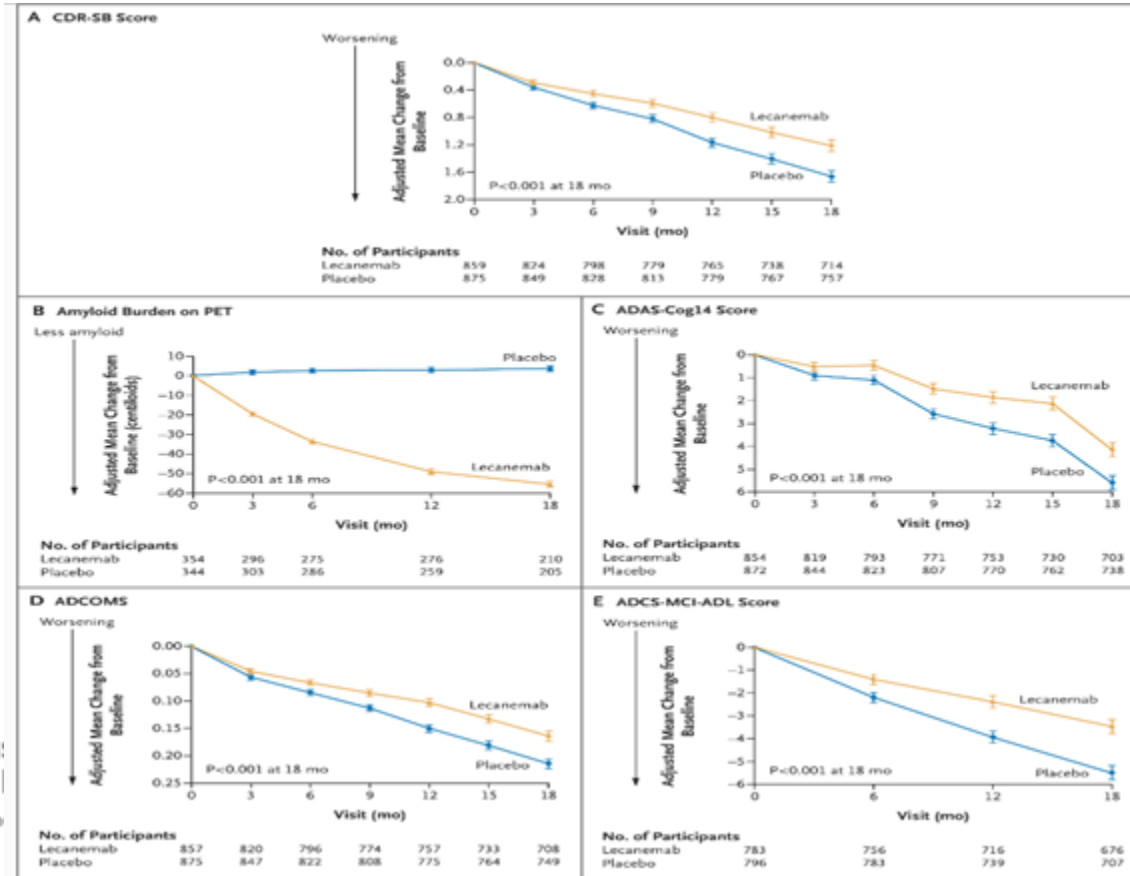 A CDR-SB Score
Worsening
Adjusted Mean Change from
Baseline
0.0
0.4
0.8
1.2
1.6
2.0
Lecanemab
Placebo
P<0.001 at 18 mo
0 3 6 9 12 15 18
Visit (mo)
No. of Participants
Lecanemab 859 824 798 779 765 738 714
Placebo 875 849 828 813 779 767 757
B Amyloid Burden on PET
Less amyloid
Adjusted Mean Change from
Baseline (centiloids)
10
0
−10
−20
−30
−40
−50
−60
Placebo
Lecanemab
P<0.001 at 18 mo
0 3 6 12 18
Visit (mo)
No. of Participants
Lecanemab 354 296 275 276 210
Placebo 344 303 286 259 205
C ADAS-Cog14 Score
Worsening
Adjusted Mean Change from
Baseline
0
1
2
3
4
5
6
Lecanemab
Placebo
P<0.001 at 18 mo
0 3 6 9 12 15 18
Visit (mo)
No. of Participants
Lecanemab 854 819 793 771 753 730 703
Placebo 872 844 823 807 770 762 738
D ADCOMS
Worsening
Adjusted Mean Change from
Baseline
0.00
0.05
0.10
0.15
0.20
0.25
Lecanemab
Placebo
P<0.001 at 18 mo
0 3 6 9 12 15 18
Visit (mo)
No. of Participants
Lecanemab 857 820 796 774 757 733 708
Placebo 875 847 822 808 775 764 749
E ADCS-MCI-ADL Score
Worsening
Adjusted Mean Change from
Baseline
0
−1
−2
−3
−4
−5
−6
Lecanemab
Placebo
P<0.001 at 18 mo
0 6 12 18
Visit (mo)
No. of Participants
Lecanemab 783 756 716 676
Placebo 796 783 739 707